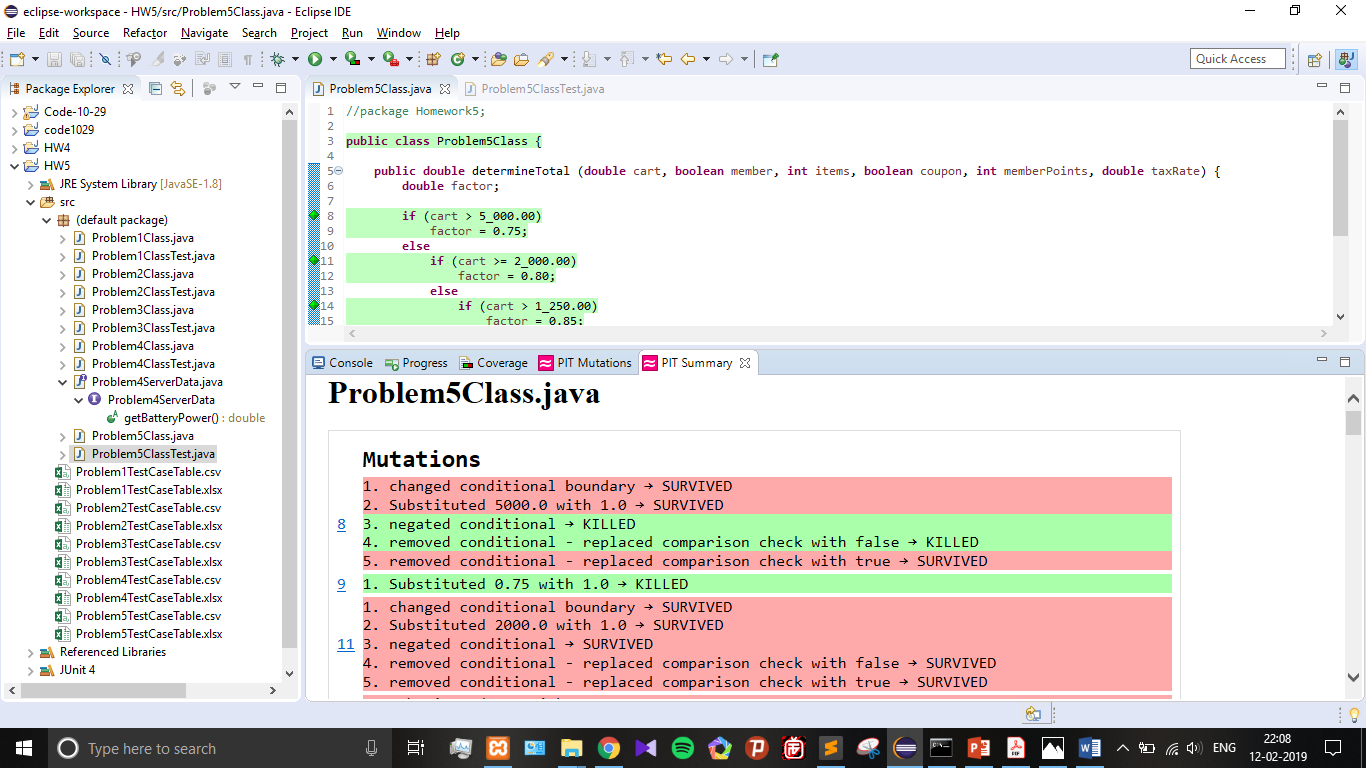 eclipse-workspace - HW5/src/Problem5Class.java - Eclipse IDE
File Edit Source Refactor Navigate Search Project Run Window Help
Quick Access
Package Explorer
Code-10-29
code1029
HW4
HW5
JRE System Library [JavaSE-1.8]
src
(default package)
Problem1Class.java
Problem1ClassTest.java
Problem2Class.java
Problem2ClassTest.java
Problem3Class.java
Problem3ClassTest.java
Problem4Class.java
Problem4ClassTest.java
Problem4ServerData.java
Problem4ServerData
getBatteryPower() : double
Problem5Class.java
Problem5ClassTest.java
Problem1TestCaseTable.csv
Problem1TestCaseTable.xlsx
Problem2TestCaseTable.csv
Problem2TestCaseTable.xlsx
Problem3TestCaseTable.csv
Problem3TestCaseTable.xlsx
Problem4TestCaseTable.csv
Problem4TestCaseTable.xlsx
Problem5TestCaseTable.csv
Problem5TestCaseTable.xlsx
Referenced Libraries
JUnit 4
Problem5Class.java Problem5ClassTest.java
1 //package Homework5;
2
3 public class Problem5Class {
4
5 public double determineTotal (double cart, boolean member, int items, boolean coupon, int memberPoints, double taxRate) {
6 double factor;
7
8 if (cart > 5_000.00)
9 factor = 0.75;
10 else
11 if (cart >= 2_000.00)
12 factor = 0.80;
13 else
14 if (cart > 1_250.00)
15 factor = 0.85;
Console Progress Coverage PIT Mutations PIT Summary
Problem5Class.java
Mutations
1. changed conditional boundary → SURVIVED
2. Substituted 5000.0 with 1.0 → SURVIVED
8 3. negated conditional → KILLED
4. removed conditional - replaced comparison check with false → KILLED
5. removed conditional - replaced comparison check with true → SURVIVED
9 1. Substituted 0.75 with 1.0 → KILLED
1. changed conditional boundary → SURVIVED
2. Substituted 2000.0 with 1.0 → SURVIVED
11 3. negated conditional → SURVIVED
4. removed conditional - replaced comparison check with false → SURVIVED
5. removed conditional - replaced comparison check with true → SURVIVED
Type here to search
ENG
22:08
12-02-2019